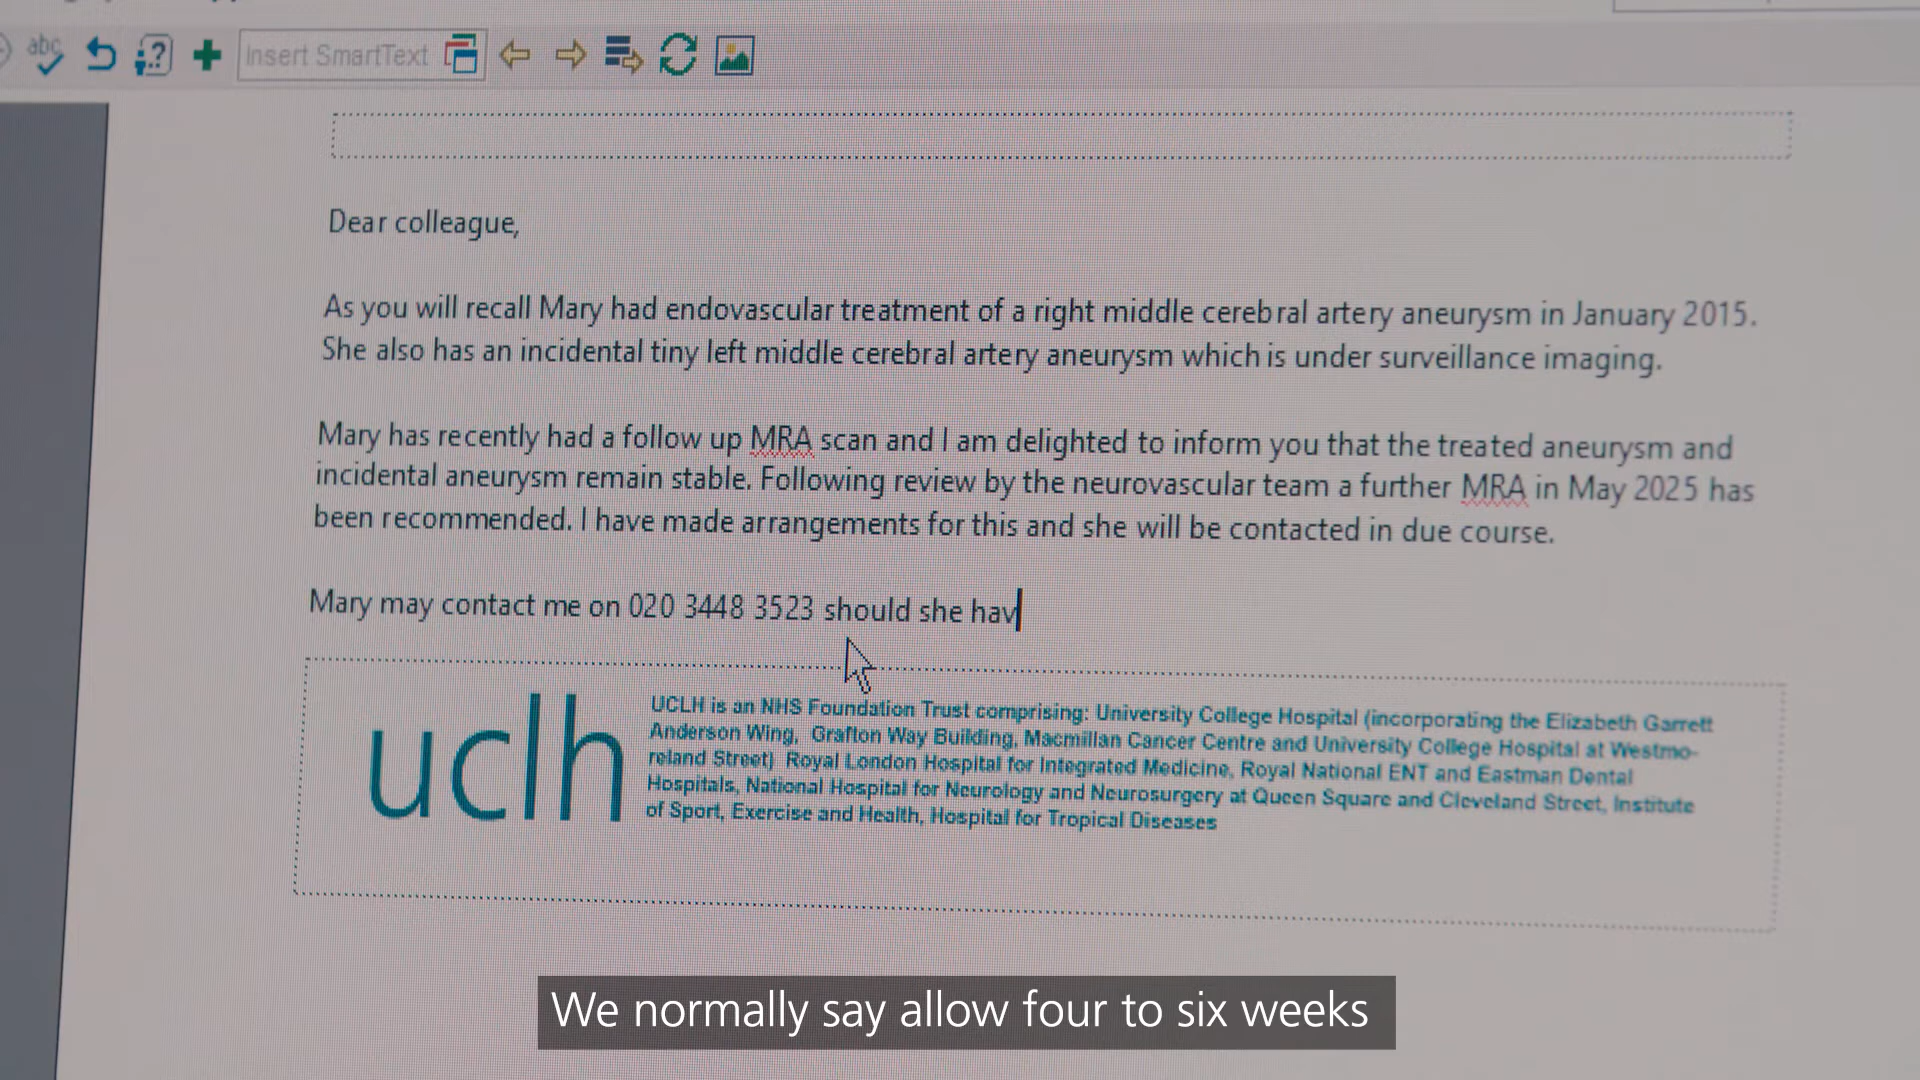 abc
Insert SmartText
Dear colleague,
As you will recall Mary had endovascular treatment of a right middle cerebral artery aneurysm in January 2015.
She also has an incidental tiny left middle cerebral artery aneurysm which is under surveillance imaging.
Mary has recently had a follow up MRA scan and I am delighted to inform you that the treated aneurysm and
incidental aneurysm remain stable. Following review by the neurovascular team a further MRA in May 2025 has
been recommended. I have made arrangements for this and she will be contacted in due course.
Mary may contact me on 020 3448 3523 should she hav
uclh
UCLH is an NHS Foundation Trust comprising: University College Hospital (incorporating the Elizabeth Garrett
Anderson Wing, Grafton Way Building, Macmillan Cancer Centre and University College Hospital at Westmo-
reland Street) Royal London Hospital for Integrated Medicine, Royal National ENT and Eastman Dental
Hospitals, National Hospital for Neurology and Neurosurgery at Queen Square and Cleveland Street, Institute
of Sport, Exercise and Health, Hospital for Tropical Diseases
We normally say allow four to six weeks